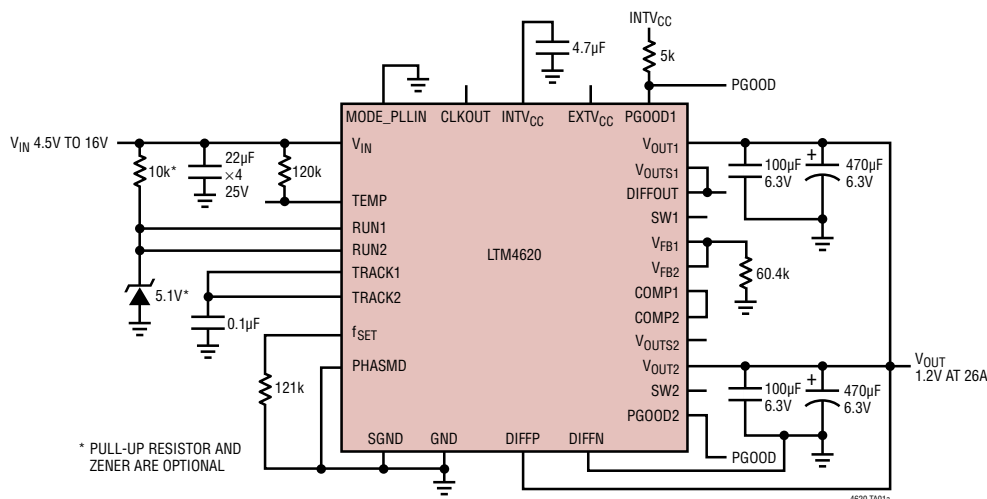 INTVCC
4.7µF
5k
PGOOD
MODE_PLLIN CLKOUT INTVCC EXTVCC PGOOD1
VIN 4.5V TO 16V
VIN
10k*
22µF
×4
25V
120k
TEMP
RUN1
RUN2
TRACK1
TRACK2
5.1V*
0.1µF
fSET
PHASMD
121k
LTM4620
VOUT1
VOUTS1
DIFFOUT
SW1
VFB1
VFB2
COMP1
COMP2
VOUTS2
VOUT2
SW2
PGOOD2
100µF
6.3V
+
470µF
6.3V
60.4k
VOUT
1.2V AT 26A
100µF
6.3V
+
470µF
6.3V
PGOOD
SGND GND DIFFP DIFFN
* PULL-UP RESISTOR AND
ZENER ARE OPTIONAL
4620 TA01a